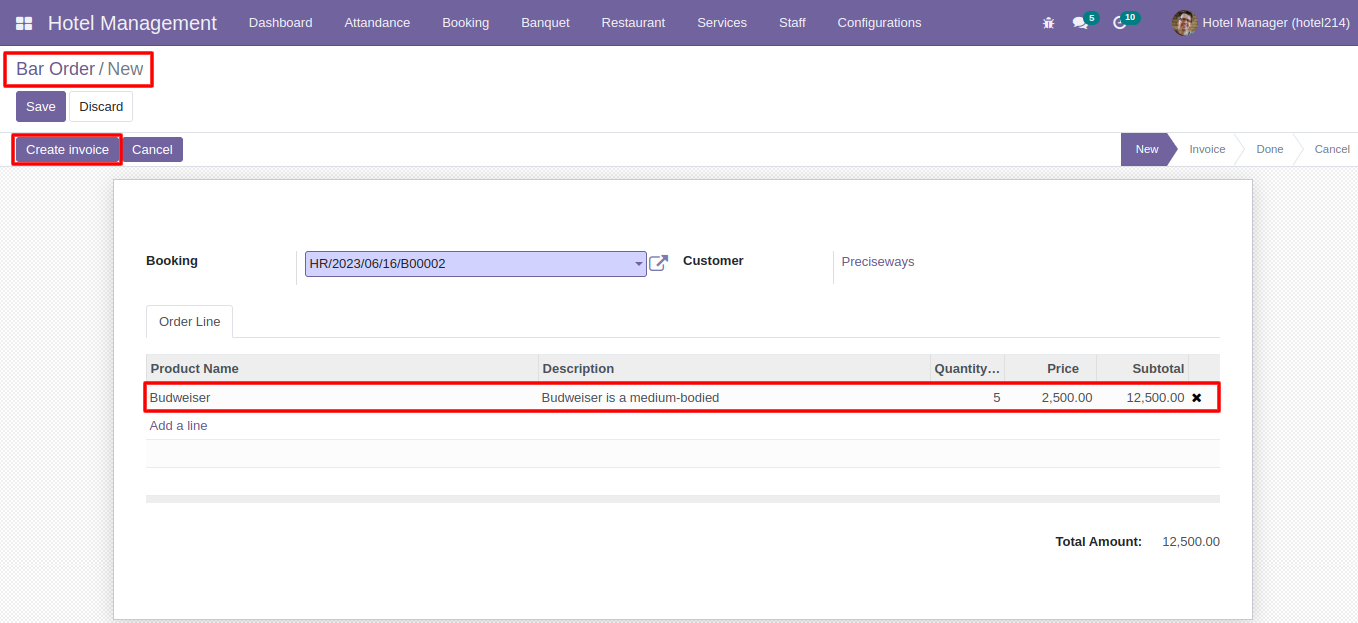 Hotel Management Dashboard Attandance Booking Banquet Restaurant Services Staff Configurations 5 10 Hotel Manager (hotel214)
Bar Order / New
Save Discard
Create invoice Cancel New Invoice Done Cancel
Booking HR/2023/06/16/B00002 Customer Preciseways
Order Line
Product Name Description Quantity... Price Subtotal
Budweiser Budweiser is a medium-bodied 5 2,500.00 12,500.00
Add a line
Total Amount: 12,500.00